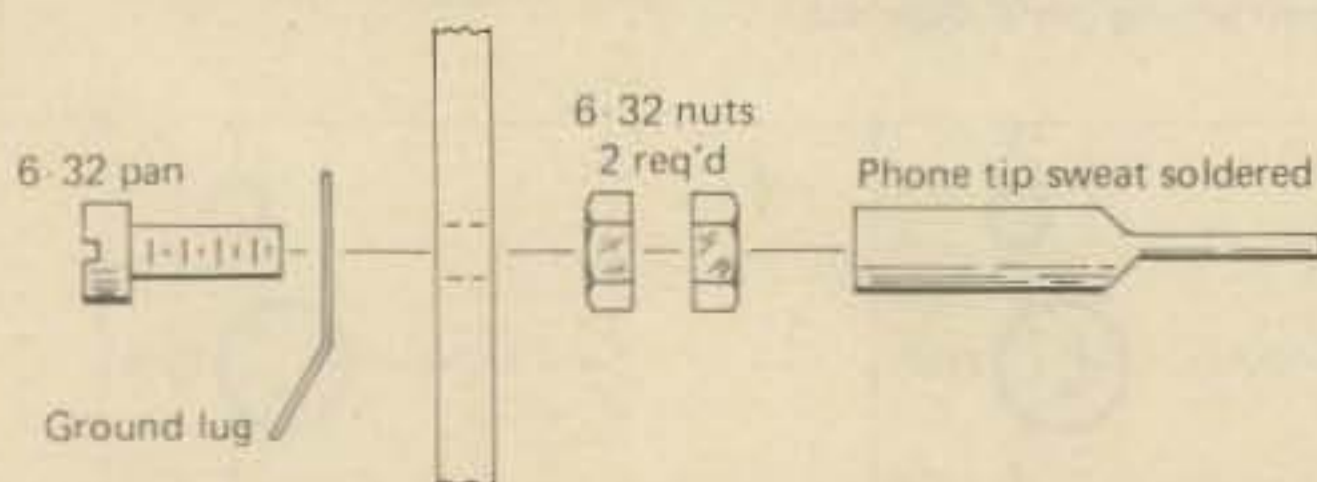 6-32 pan
6-32 nuts
2 req'd
Phone tip sweat soldered
Ground lug